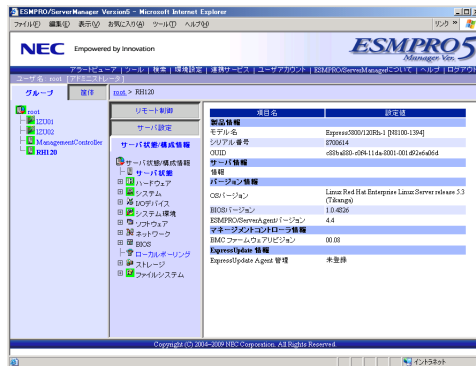 ESMPRO/ServerManager Version5 - Microsoft Internet Explorer
ファイル(F) 編集(E) 表示(V) お気に入り(A) ツール(T) ヘルプ(H)
リンク »
NEC Empowered by Innovation
ESMPRO 5
Manager Ver.
アラートビューア | ツール | 検索 | 環境設定 | 連携サービス | ユーザアカウント | ESMPRO/ServerManagerについて | ヘルプ | ログアウト
ユーザ名: root [アドミニストレータ]
グループ
root > RH120
root
IZU01
IZU02
ManagementController
RH120
リモート制御
サーバ設定
サーバ状態/構成情報
サーバ状態/構成情報
サーバ状態
ハードウェア
システム
I/Oデバイス
システム環境
ソフトウェア
ネットワーク
BIOS
ローカルポーリング
ストレージ
ファイルシステム
項目名 設定値
製品情報
モデル名 Express5800/120Rh-1 [N8100-1394]
シリアル番号 8700614
GUID c83ba880-c0f4-11da-8001-001d92e6a06d
サーバ情報
情報
バージョン情報
OSバージョン Linux Red Hat Enterprise Linux Server release 5.3 (Tikanga)
BIOSバージョン 1.0.4S26
ESMPRO/ServerAgentバージョン 4.4
マネージメントコントローラ情報
BMCファームウェアリビジョン 00.08
ExpressUpdate 情報
ExpressUpdate Agent 管理 未登録
Copyright (C) 2004-2009 NEC Corporation. All Rights Reserved.
イントラネット